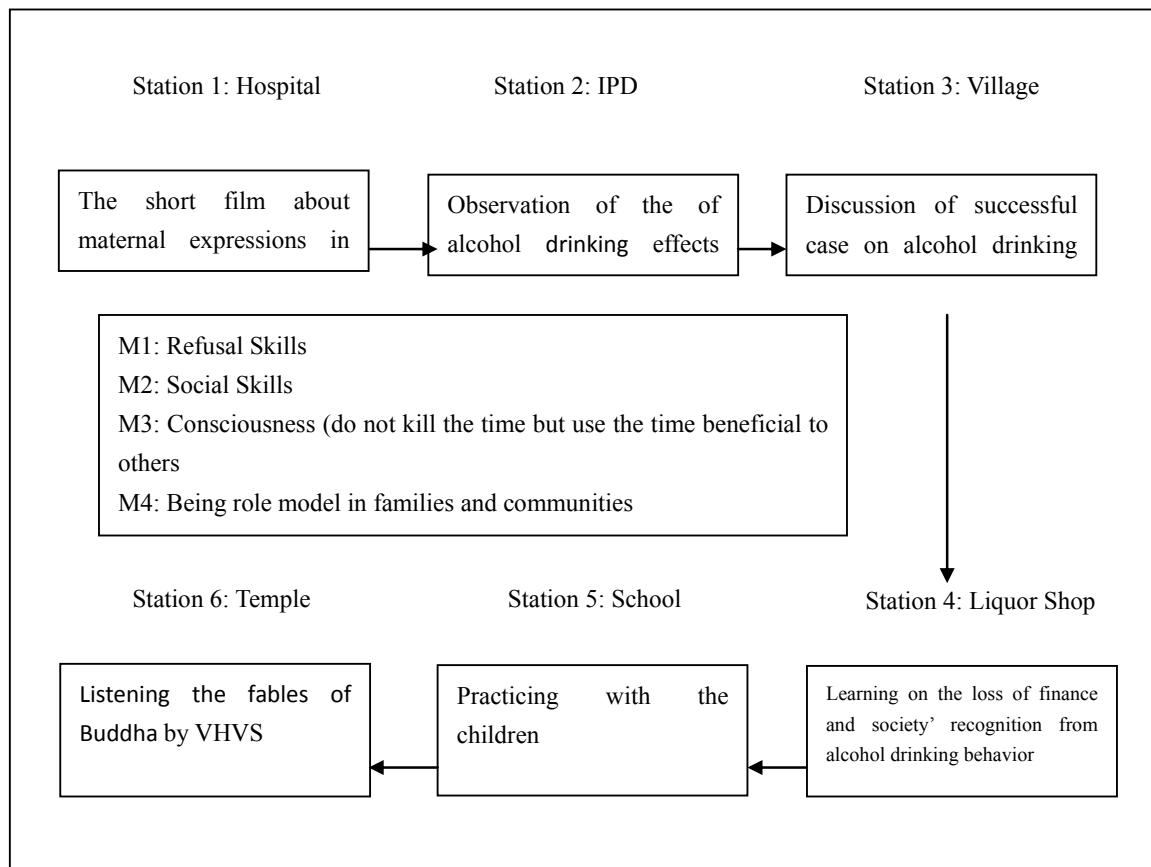 Station 1: Hospital
Station 2: IPD
Station 3: Village
The short film about
maternal expressions in
Observation of the of
alcohol drinking effects
Discussion of successful
case on alcohol drinking
M1: Refusal Skills
M2: Social Skills
M3: Consciousness (do not kill the time but use the time beneficial to
others
M4: Being role model in families and communities
Station 6: Temple
Station 5: School
Station 4: Liquor Shop
Listening the fables of
Buddha by VHVS
Practicing with the
children
Learning on the loss of finance
and society’ recognition from
alcohol drinking behavior